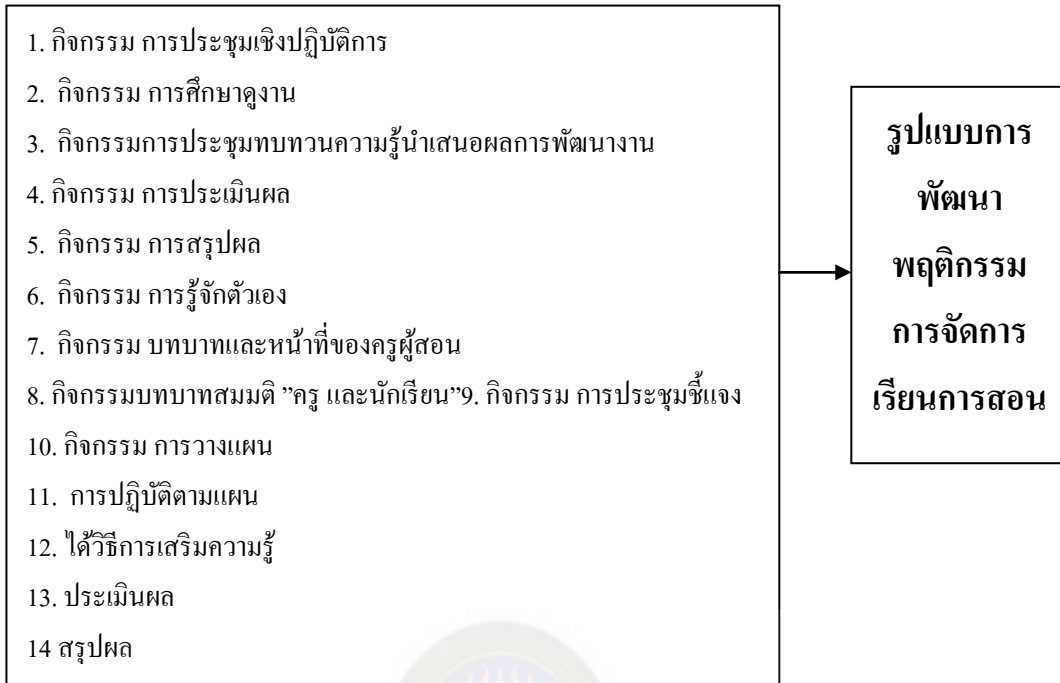 1. กิจกรรม การประชุมเชิงปฏิบัติการ
2. กิจกรรม การศึกษาดูงาน
3. กิจกรรมการประชุมทบทวนความรู้นำเสนอผลการพัฒนางาน
4. กิจกรรม การประเมินผล
5. กิจกรรม การสรุปผล
6. กิจกรรม การรู้จักตัวเอง
7. กิจกรรม บทบาทและหน้าที่ของครูผู้สอน
8. กิจกรรมบทบาทสมมติ ”ครู และนักเรียน”9. กิจกรรม การประชุมชี้แจง
10. กิจกรรม การวางแผน
11. การปฏิบัติตามแผน
12. ได้วิธีการเสริมความรู้
13. ประเมินผล
14 สรุปผล
รูปแบบการ
พัฒนา
พฤติกรรม
การจัดการ
เรียนการสอน